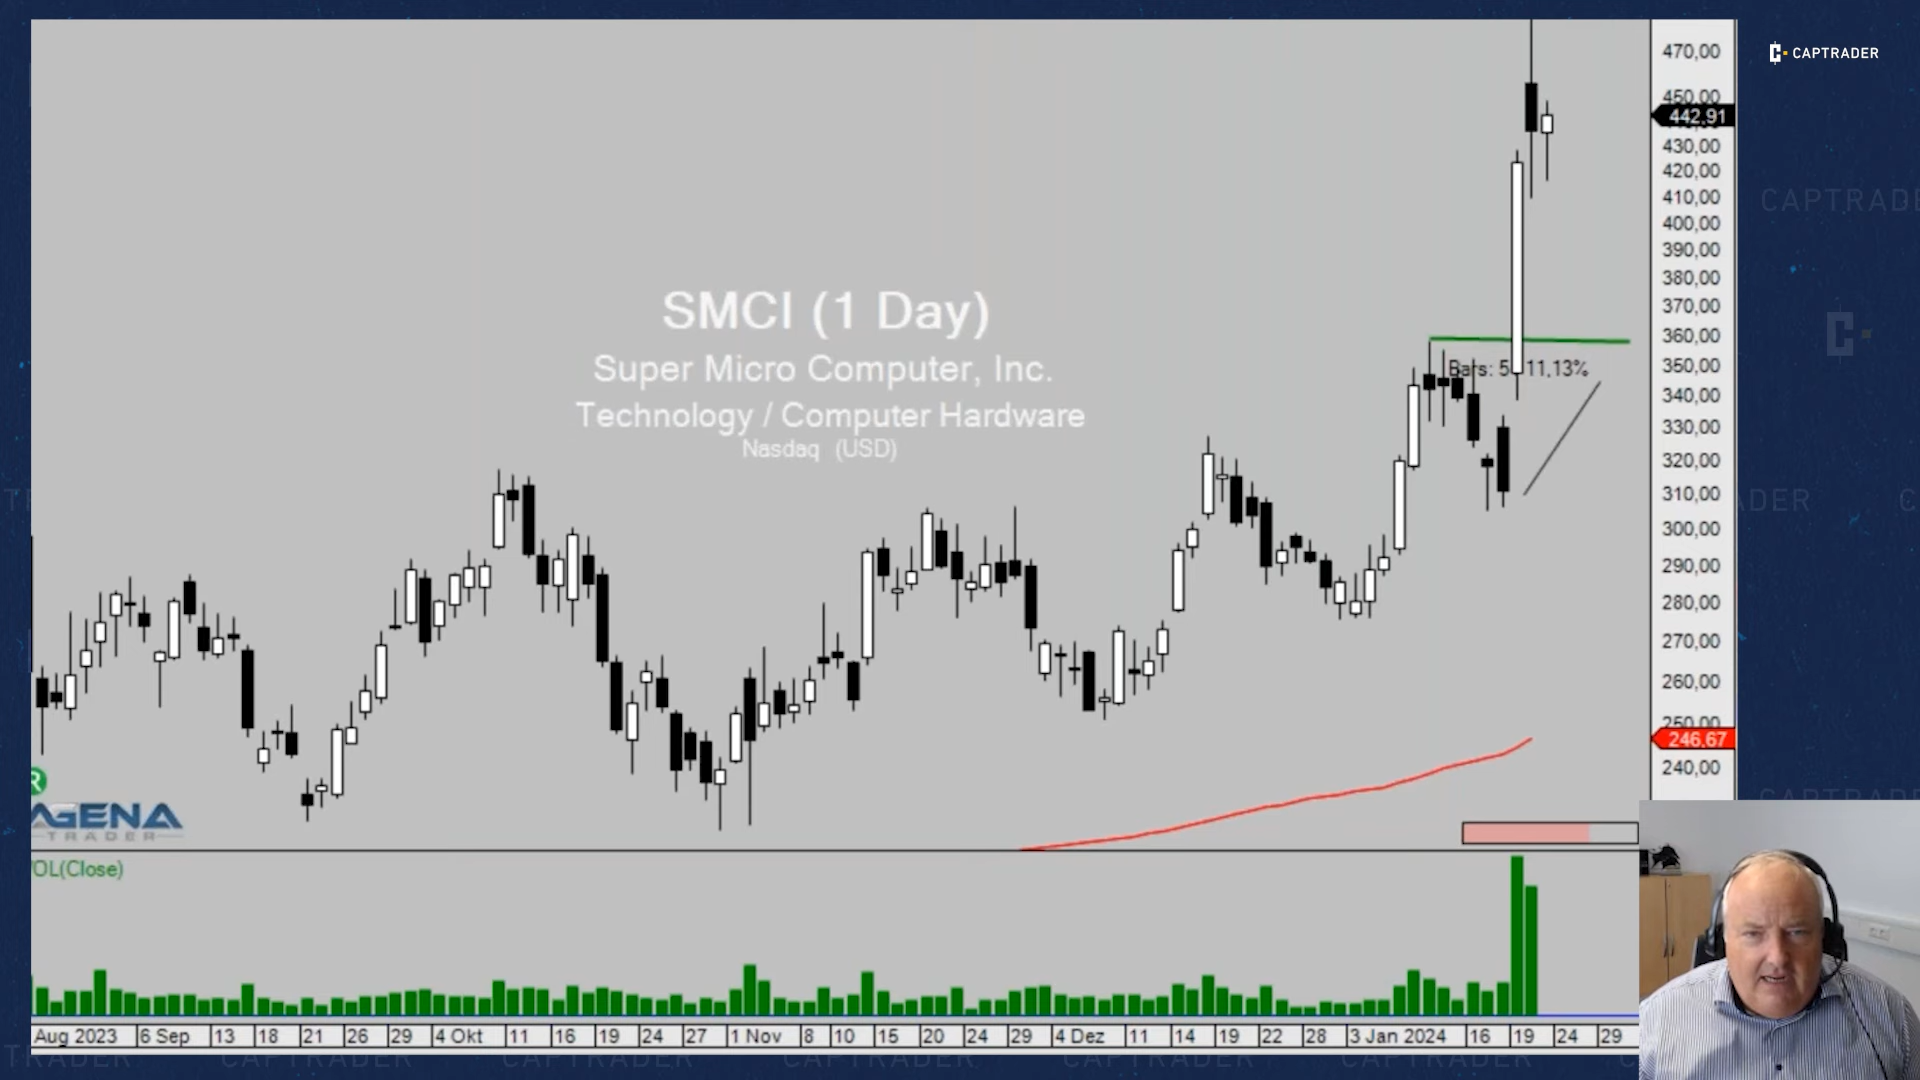 CAPTRADER
SMCI (1 Day)
Super Micro Computer, Inc.
Technology / Computer Hardware
Nasdaq (USD)
470,00
450,00
442,91
430,00
420,00
410,00
400,00
390,00
380,00
370,00
360,00
350,00
340,00
330,00
320,00
310,00
300,00
290,00
280,00
270,00
260,00
250,00
246,67
240,00
Bars: 5 11,13%
R
AGENA
TRADER
VOL(Close)
Aug 2023 6 Sep 13 18 21 26 29 4 Okt 11 16 19 24 27 1 Nov 8 10 15 20 24 29 4 Dez 11 14 19 22 28 3 Jan 2024 16 19 24 29
CAPTRADER
CAPTRADER
CAPTRADER
CAPTRADER
CAPTRADER